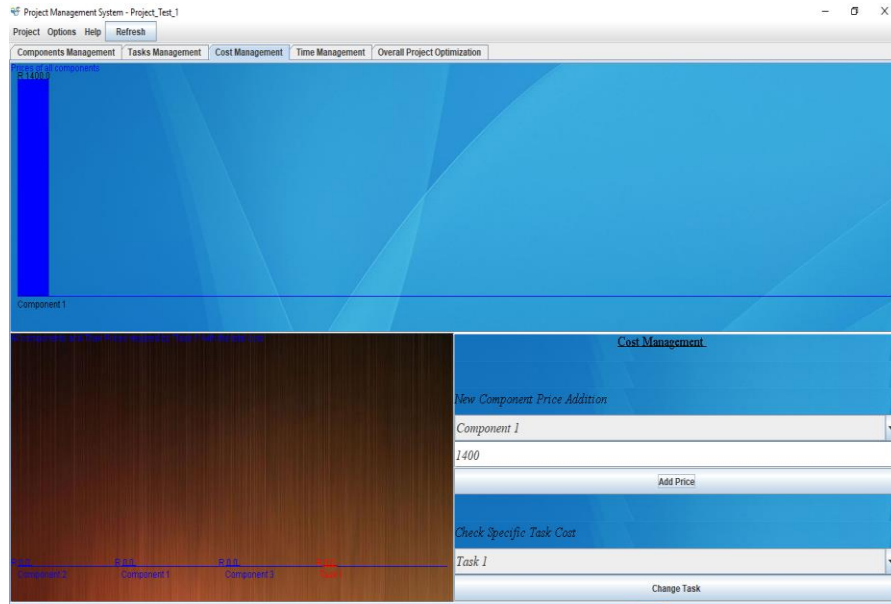 Project Management System - Project_Test_1
Project Options Help Refresh
Components Management Tasks Management Cost Management Time Management Overall Project Optimization
Prices of all components
R 1400.0
Component 1
Cost Management
New Component Price Addition
Component 1
1400
Add Price
Check Specific Task Cost
Task 1
Change Task
R 0.0 R 0.0 R 0.0
Component 2 Component 1 Component 3